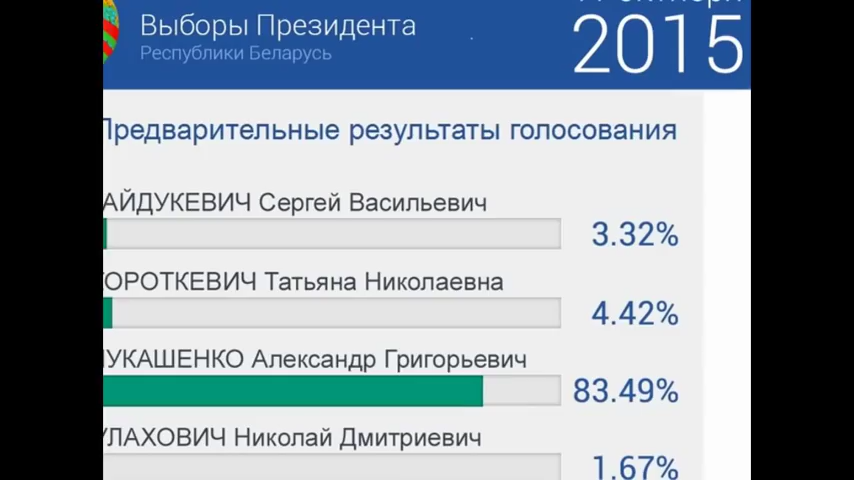 Выборы Президента
Республики Беларусь
2015
Предварительные результаты голосования
АЙДУКЕВИЧ Сергей Васильевич
3.32%
ОРОТКЕВИЧ Татьяна Николаевна
4.42%
УКАШЕНКО Александр Григорьевич
83.49%
УЛАХОВИЧ Николай Дмитриевич
1.67%